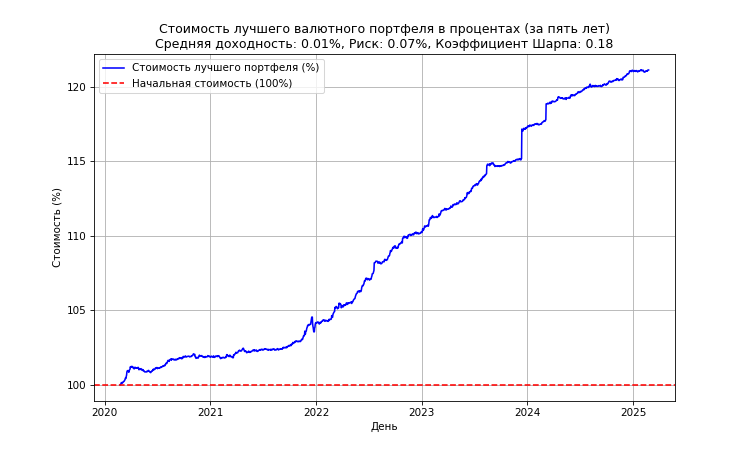 Стоимость лучшего валютного портфеля в процентах (за пять лет)
Средняя доходность: 0.01%, Риск: 0.07%, Коэффициент Шарпа: 0.18
Стоимость лучшего портфеля (%)
Начальная стоимость (100%)
Стоимость (%)
120
115
110
105
100
2020
2021
2022
2023
2024
2025
День